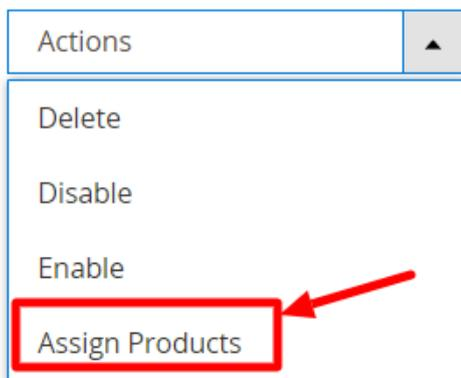 Actions
Delete
Disable
Enable
Assign Products